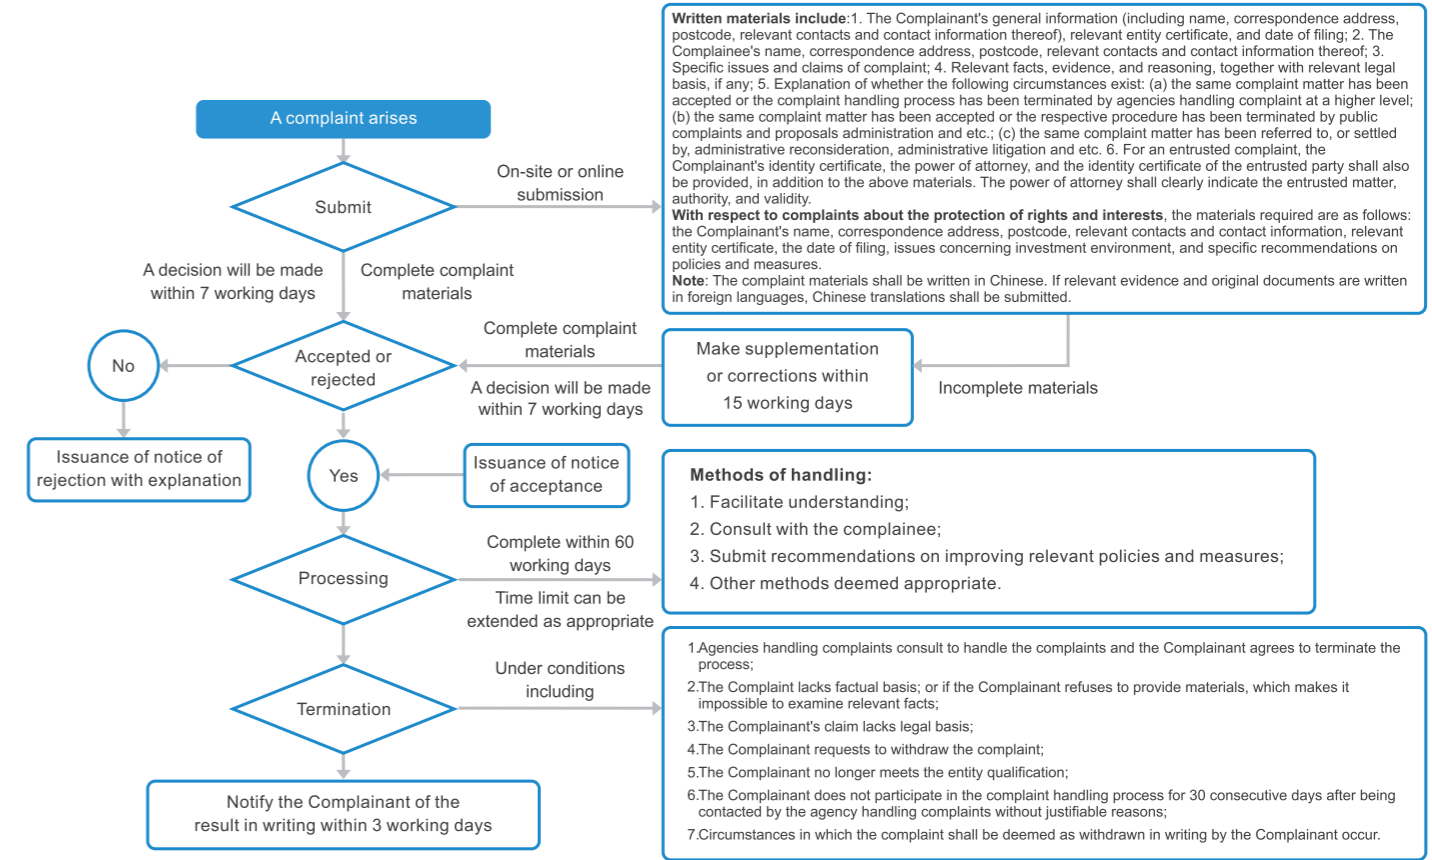 A complaint arises
Submit
On-site or online
submission
Written materials include:1. The Complainant's general information (including name, correspondence address,
postcode, relevant contacts and contact information thereof), relevant entity certificate, and date of filing; 2. The
Complainee's name, correspondence address, postcode, relevant contacts and contact information thereof; 3.
Specific issues and claims of complaint; 4. Relevant facts, evidence, and reasoning, together with relevant legal
basis, if any; 5. Explanation of whether the following circumstances exist: (a) the same complaint matter has been
accepted or the complaint handling process has been terminated by agencies handling complaint at a higher level;
(b) the same complaint matter has been accepted or the respective procedure has been terminated by public
complaints and proposals administration and etc.; (c) the same complaint matter has been referred to, or settled
by, administrative reconsideration, administrative litigation and etc. 6. For an entrusted complaint, the
Complainant's identity certificate, the power of attorney, and the identity certificate of the entrusted party shall also
be provided, in addition to the above materials. The power of attorney shall clearly indicate the entrusted matter,
authority, and validity.
With respect to complaints about the protection of rights and interests, the materials required are as follows:
the Complainant's name, correspondence address, postcode, relevant contacts and contact information, relevant
entity certificate, the date of filing, issues concerning investment environment, and specific recommendations on
policies and measures.
Note: The complaint materials shall be written in Chinese. If relevant evidence and original documents are written
in foreign languages, Chinese translations shall be submitted.
A decision will be made
within 7 working days
Complete complaint
materials
No
Accepted or
rejected
Complete complaint
materials
A decision will be made
within 7 working days
Make supplementation
or corrections within
15 working days
Incomplete materials
Issuance of notice of
rejection with explanation
Yes
Issuance of notice
of acceptance
Processing
Complete within 60
working days
Time limit can be
extended as appropriate
Methods of handling:
1. Facilitate understanding;
2. Consult with the complainee;
3. Submit recommendations on improving relevant policies and measures;
4. Other methods deemed appropriate.
Termination
Under conditions
including
1.Agencies handling complaints consult to handle the complaints and the Complainant agrees to terminate the
process;
2.The Complaint lacks factual basis; or if the Complainant refuses to provide materials, which makes it
impossible to examine relevant facts;
3.The Complainant's claim lacks legal basis;
4.The Complainant requests to withdraw the complaint;
5.The Complainant no longer meets the entity qualification;
6.The Complainant does not participate in the complaint handling process for 30 consecutive days after being
contacted by the agency handling complaints without justifiable reasons;
7.Circumstances in which the complaint shall be deemed as withdrawn in writing by the Complainant occur.
Notify the Complainant of the
result in writing within 3 working days